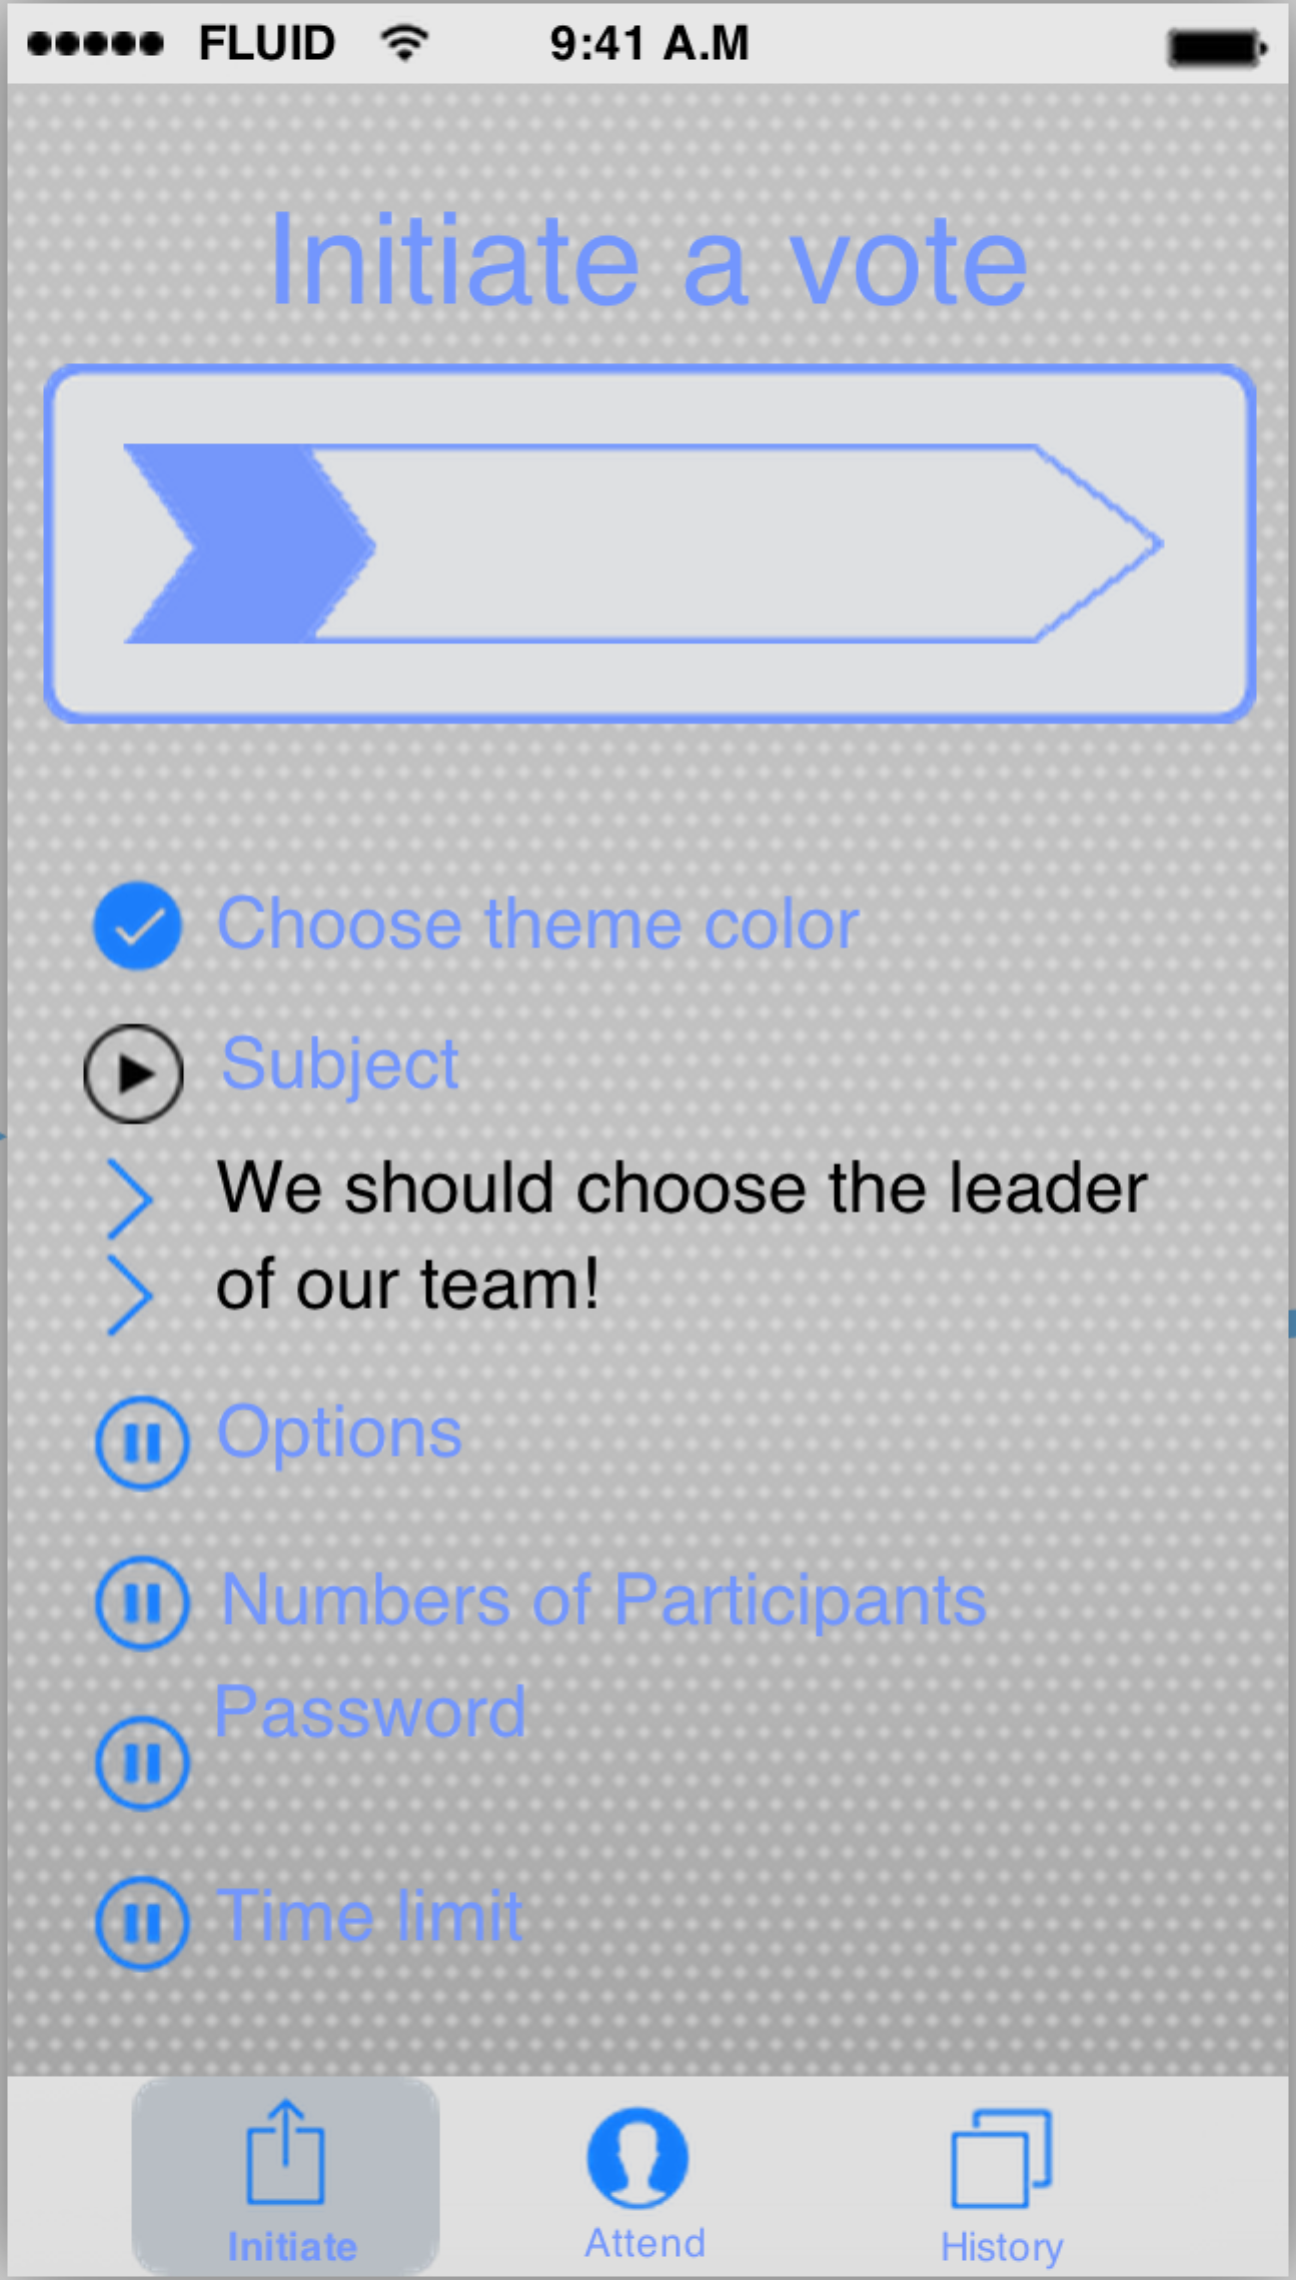 FLUID 9:41 A.M
Initiate a vote
Choose theme color
Subject
We should choose the leader
of our team!
Options
Numbers of Participants
Password
Time limit
Initiate Attend History